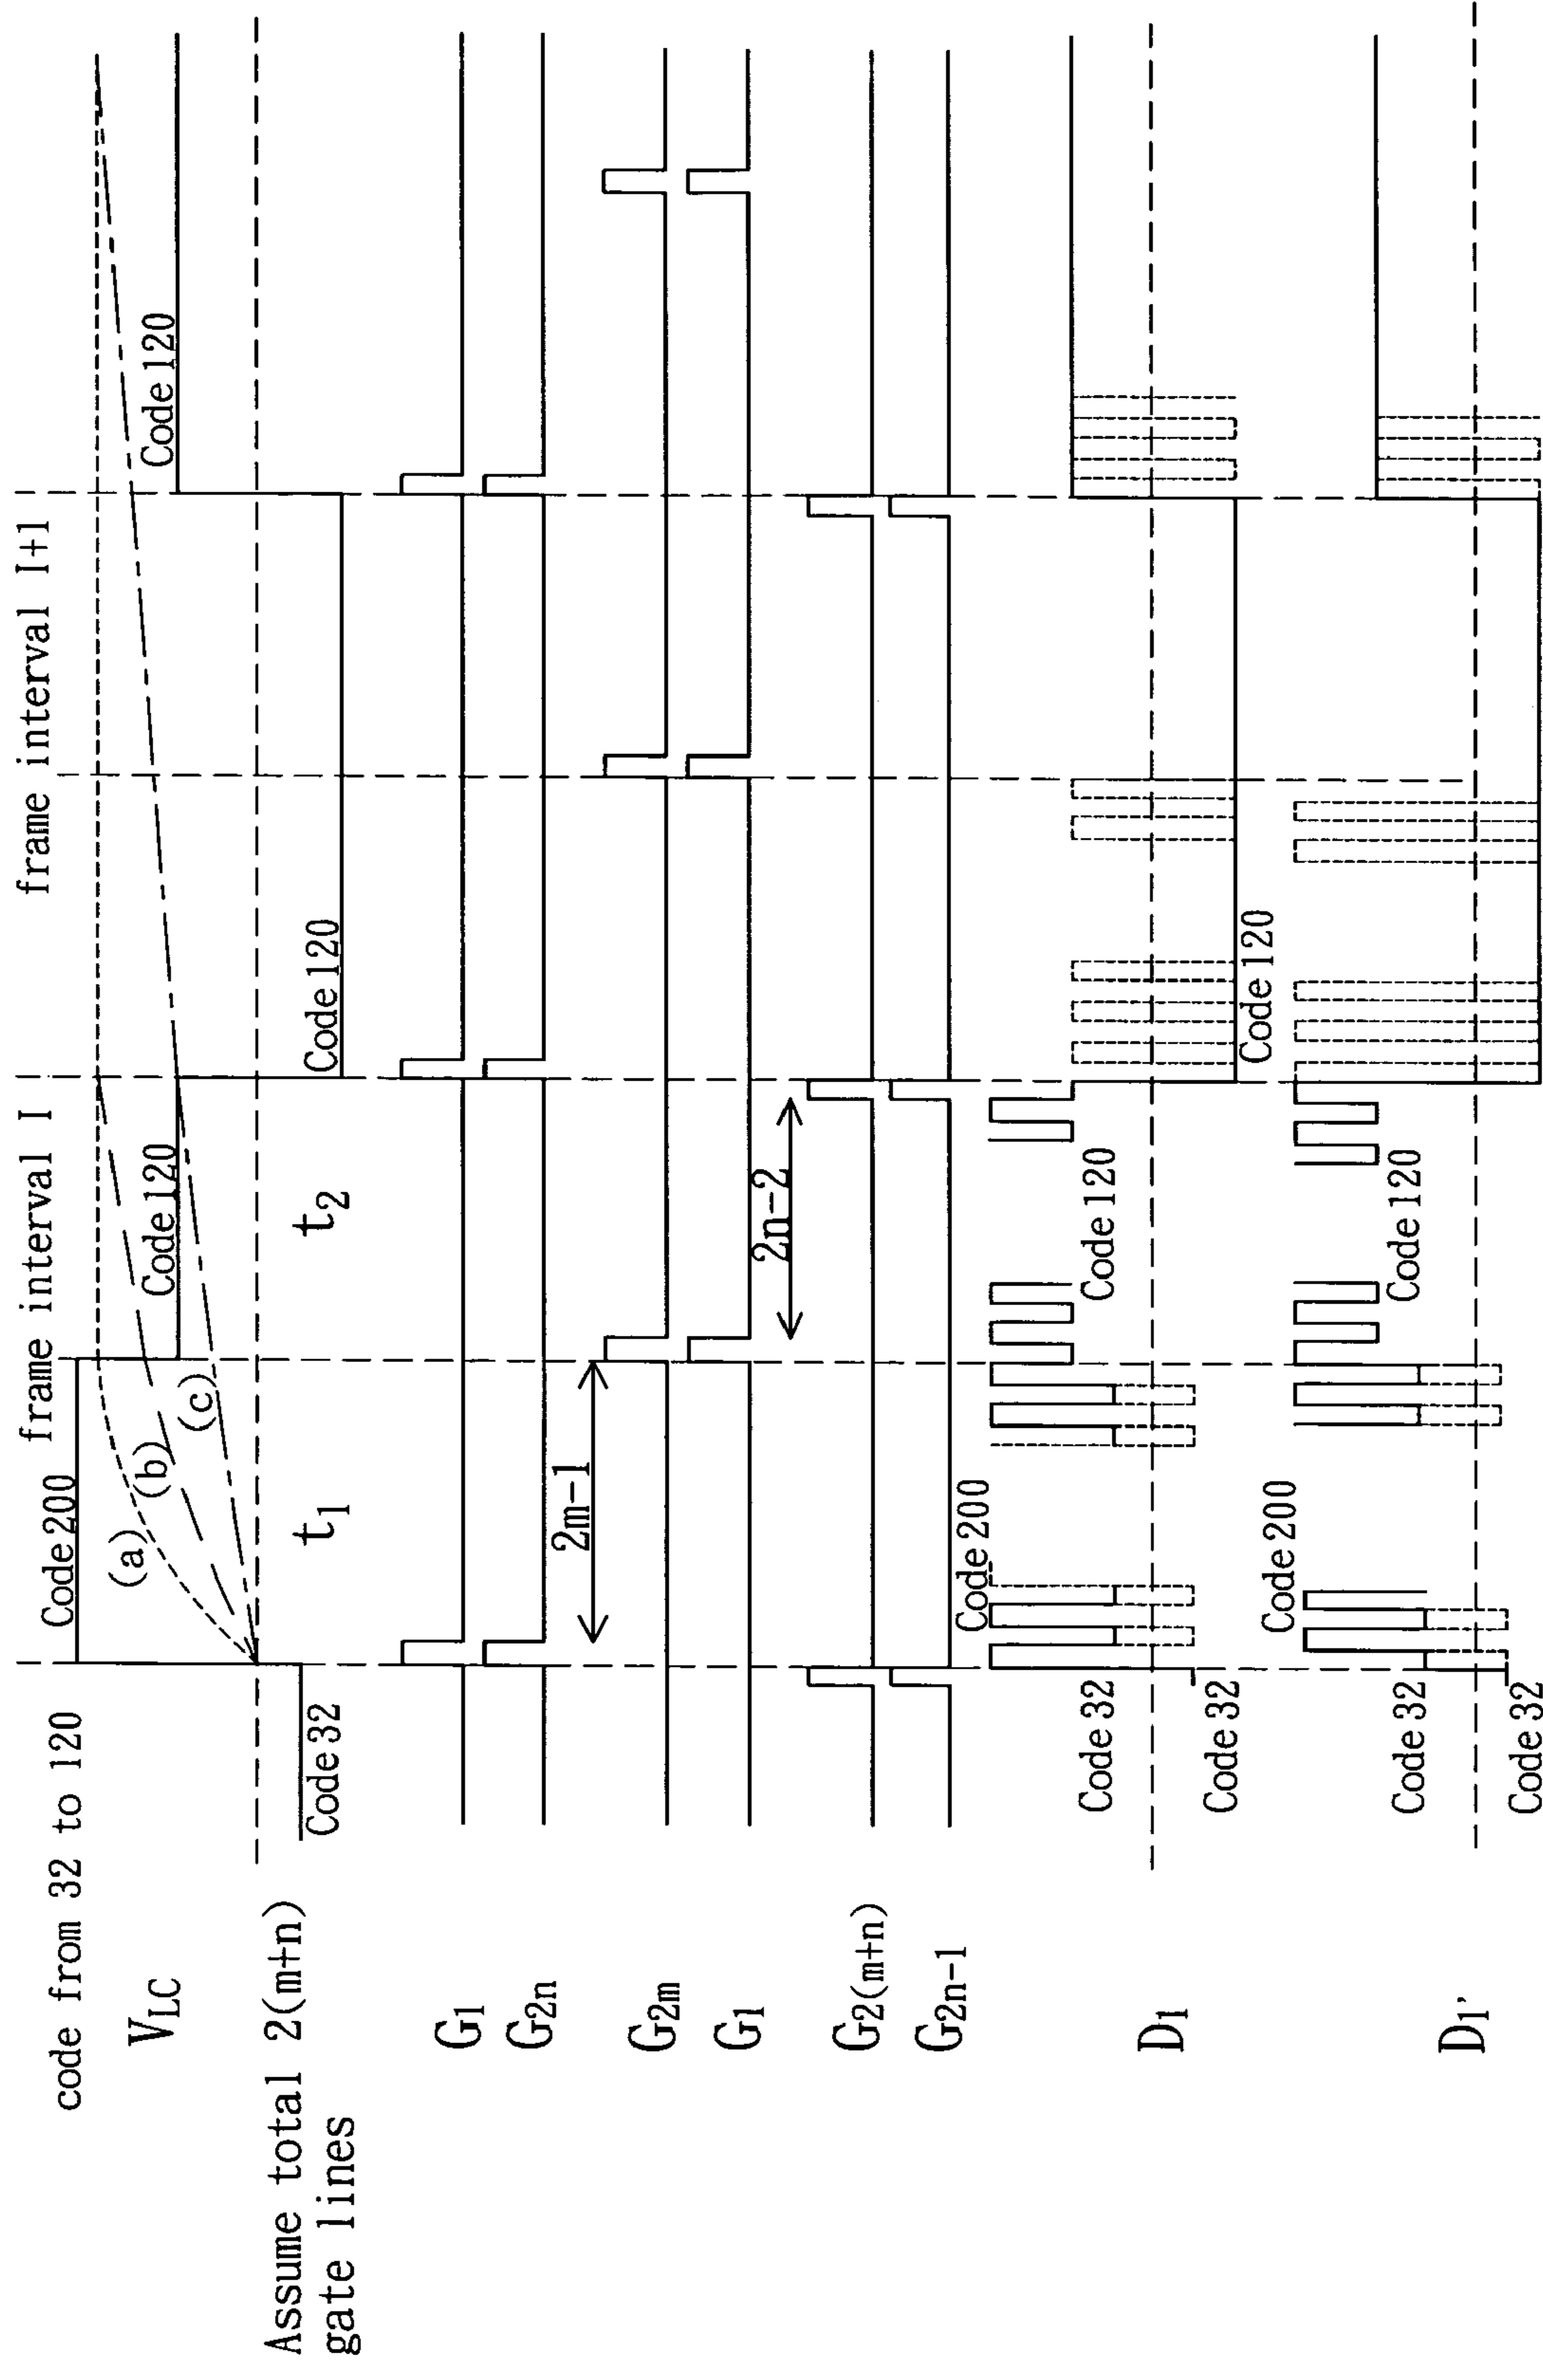 code from 32 to 120
frame interval I
frame interval I+1
VLC
Code 200
(a)
(b)
(c)
Code 120
Code 120
Code 120
Code 32
t1
t2
Assume total 2(m+n)
gate lines
G1
G2n
2m-1
G2m
G1
2n-2
G2(m+n)
G2n-1
Code 200
Code 32
Code 120
D1
Code 32
Code 120
Code 200
Code 32
Code 120
D1'
Code 32